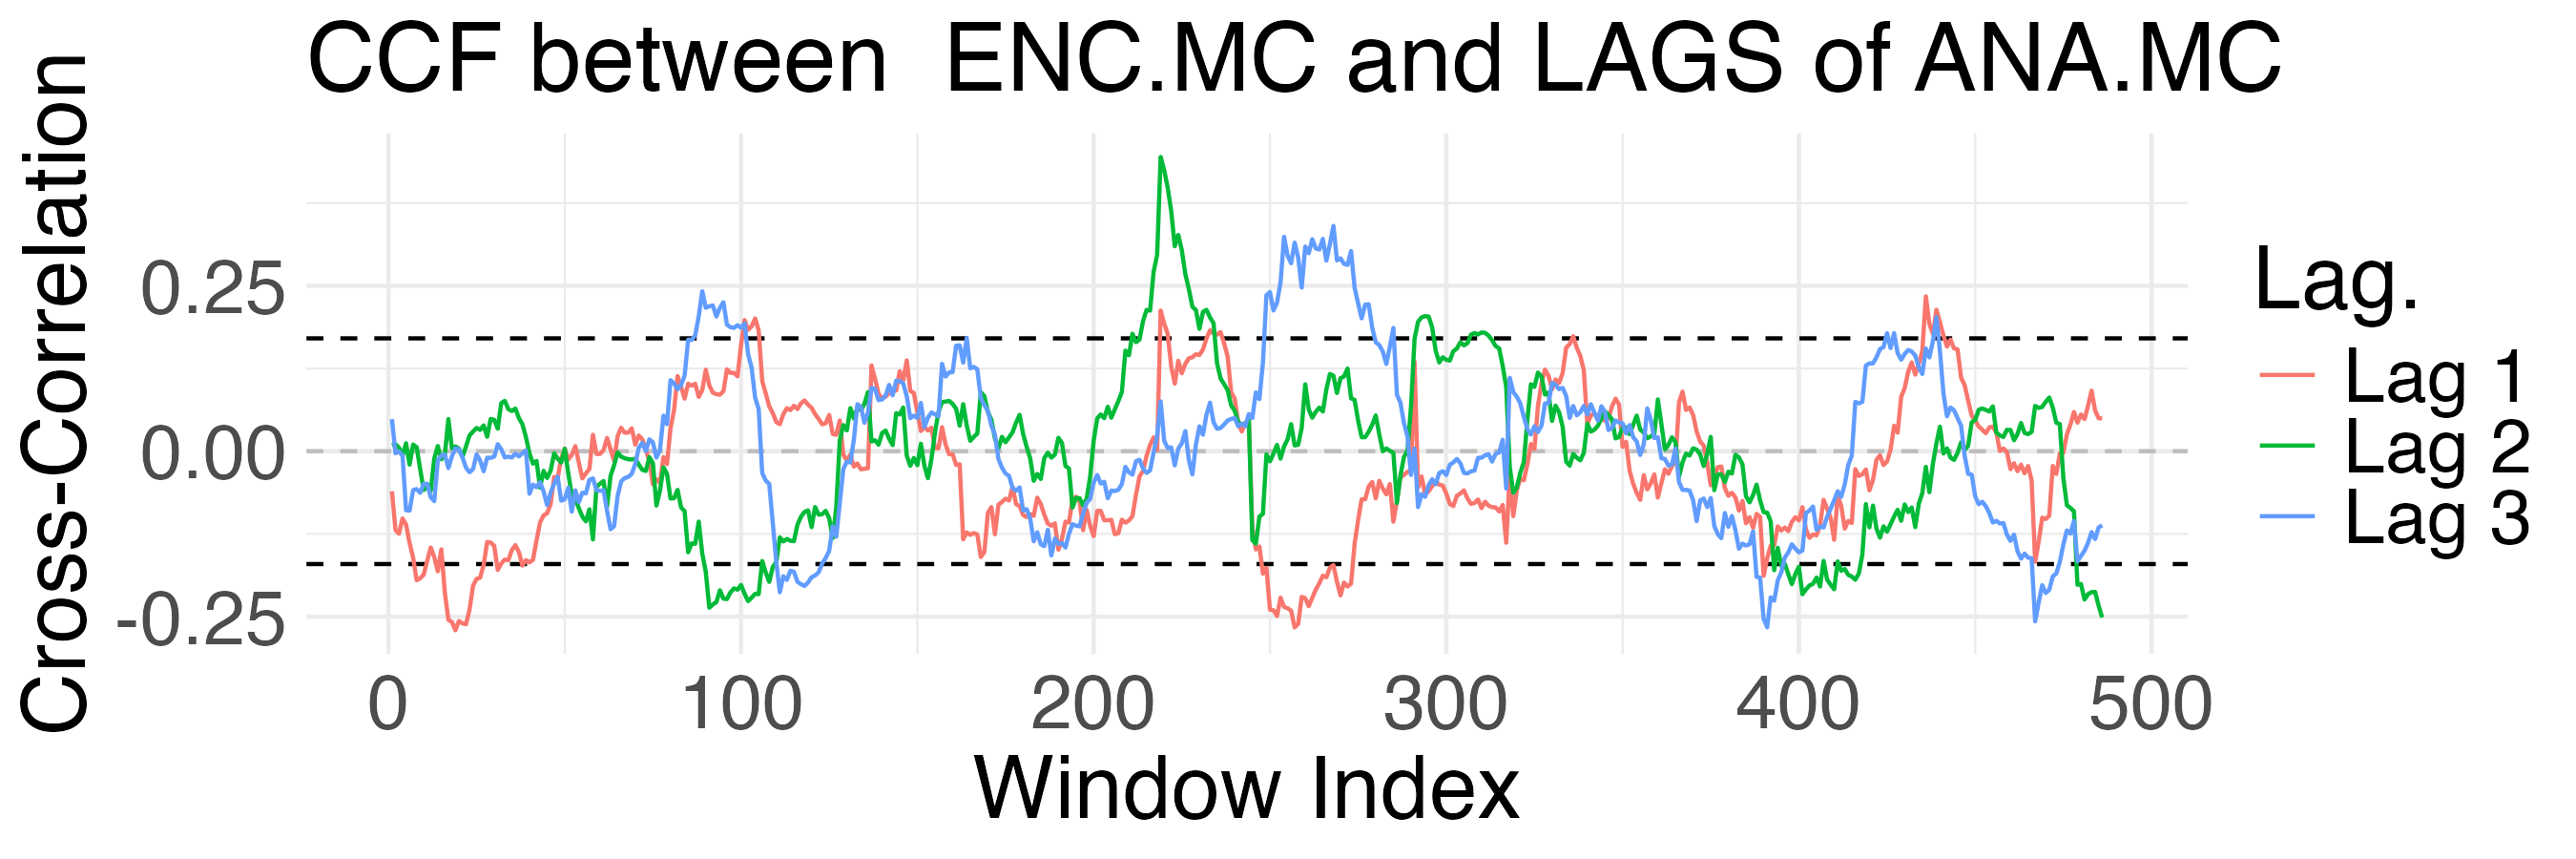 CCF between  ENC.MC and LAGS of ANA.MC
Cross-Correlation
0.25
0.00
-0.25
0 100 200 300 400 500
Window Index
Lag.
Lag 1
Lag 2
Lag 3